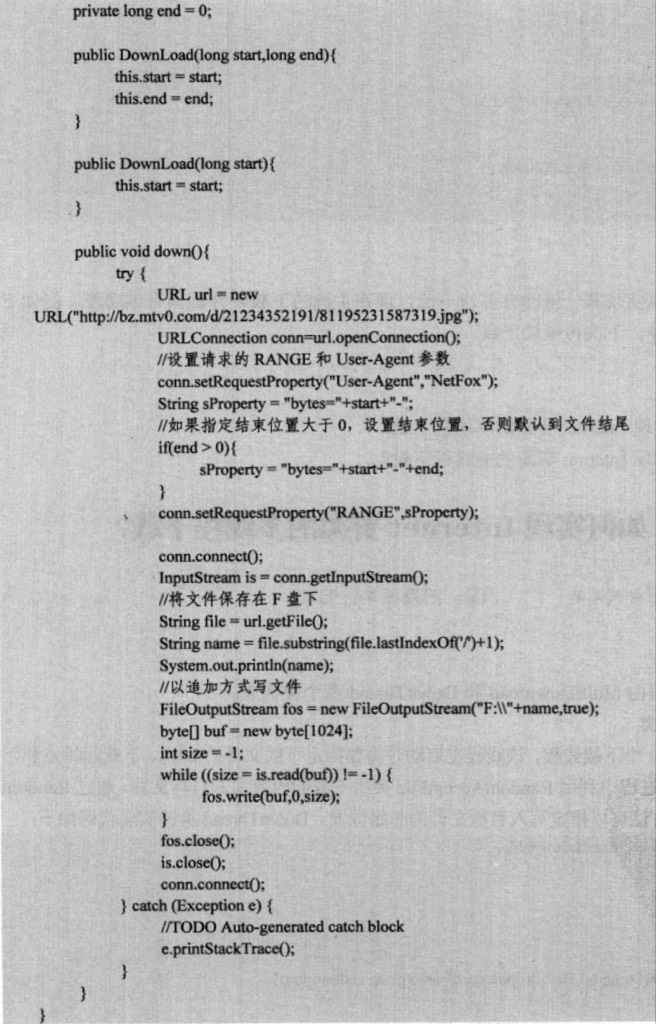 private long end = 0;
public DownLoad(long start,long end){
this.start = start;
this.end = end;
}
public DownLoad(long start){
this.start = start;
}
public void down(){
try {
URL url = new
URL("http://bz.mtv0.com/d/21234352191/81195231587319.jpg");
URLConnection conn=url.openConnection();
//设置请求的 RANGE 和 User-Agent 参数
conn.setRequestProperty("User-Agent","NetFox");
String sProperty = "bytes="+start+"-";
//如果指定结束位置大于 0，设置结束位置，否则默认到文件结尾
if(end > 0){
sProperty = "bytes="+start+"-"+end;
}
conn.setRequestProperty("RANGE",sProperty);
conn.connect();
InputStream is = conn.getInputStream();
//将文件保存在 F 盘下
String file = url.getFile();
String name = file.substring(file.lastIndexOf('/')+1);
System.out.println(name);
//以追加方式写文件
FileOutputStream fos = new FileOutputStream("F:\\"+name,true);
byte[] buf = new byte[1024];
int size = -1;
while ((size = is.read(buf)) != -1) {
fos.write(buf,0,size);
}
fos.close();
is.close();
conn.connect();
} catch (Exception e) {
//TODO Auto-generated catch block
e.printStackTrace();
}
}
}